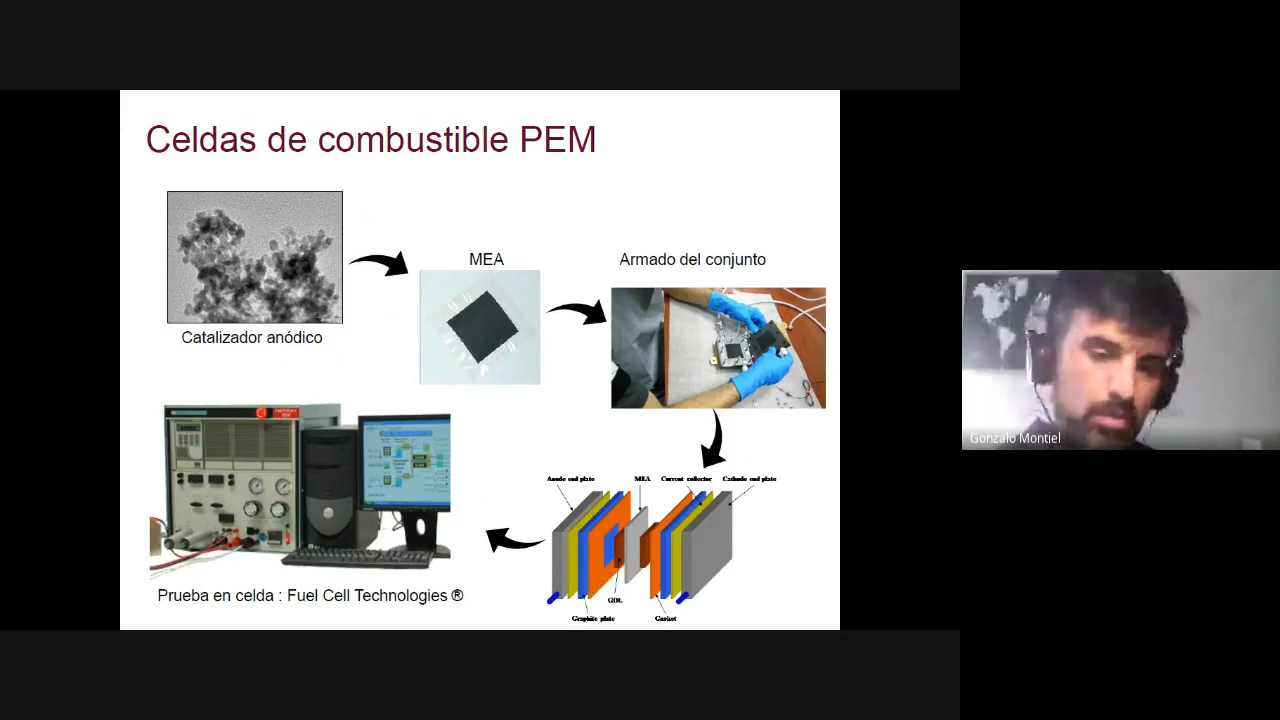 Celdas de combustible PEM
Catalizador anódico
MEA
Armado del conjunto
Anode end plate
MEA
Current collector
Cathode end plate
GDL
Graphite plate
Gasket
Prueba en celda : Fuel Cell Technologies ®
Gonzalo Montiel